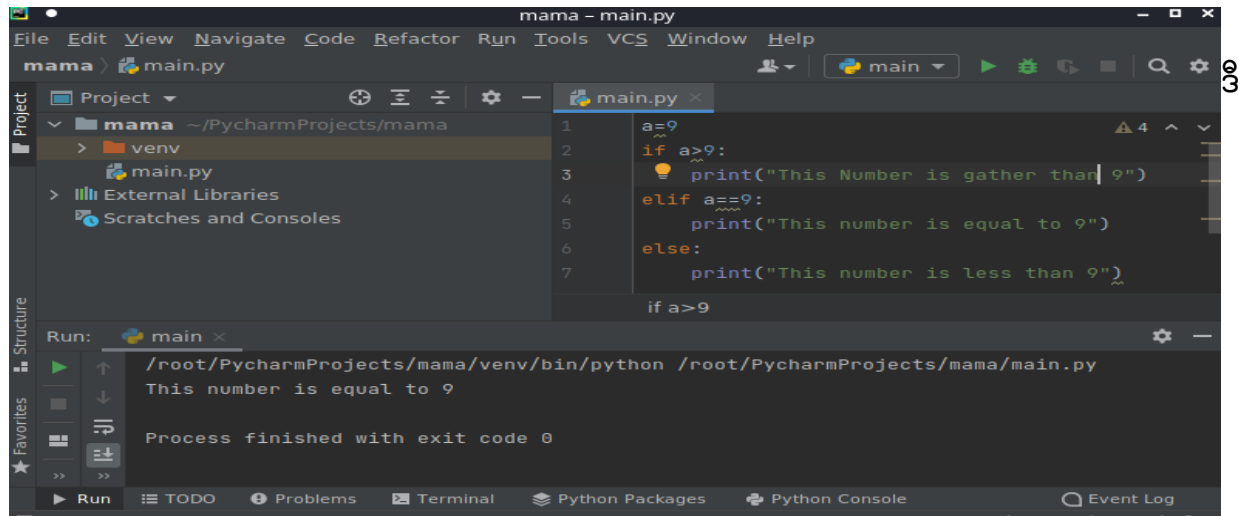 mama – main.py
File Edit View Navigate Code Refactor Run Tools VCS Window Help
mama main.py
main
Project
Project
main.py
mama ~/PycharmProjects/mama
venv
main.py
External Libraries
Scratches and Consoles
4
1 a=9
2 if a>9:
3 print("This Number is gather than 9")
4 elif a==9:
5 print("This number is equal to 9")
6 else:
7 print("This number is less than 9")
if a>9
Structure
Favorites
Run: main
/root/PycharmProjects/mama/venv/bin/python /root/PycharmProjects/mama/main.py
This number is equal to 9
Process finished with exit code 0
Run TODO Problems Terminal Python Packages Python Console Event Log